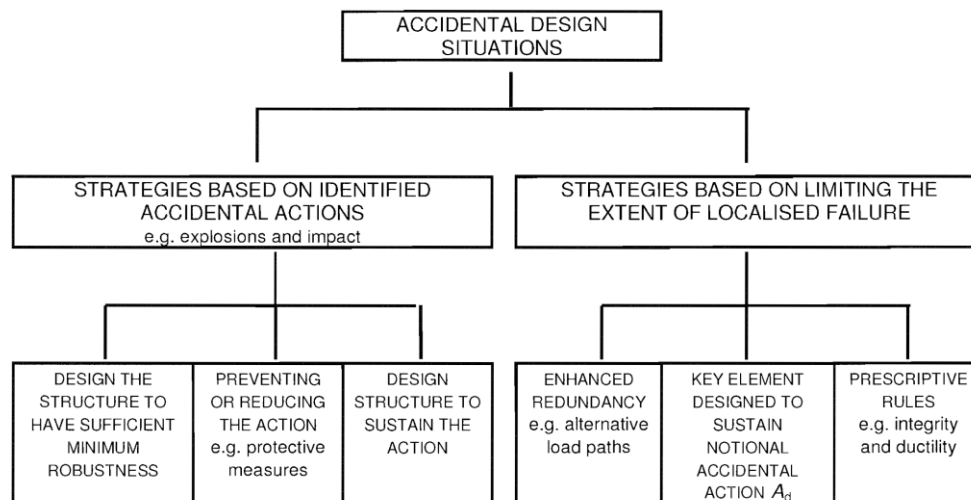 ACCIDENTAL DESIGN
SITUATIONS
STRATEGIES BASED ON IDENTIFIED
ACCIDENTAL ACTIONS
e.g. explosions and impact
STRATEGIES BASED ON LIMITING THE
EXTENT OF LOCALISED FAILURE
DESIGN THE
STRUCTURE TO
HAVE SUFFICIENT
MINIMUM
ROBUSTNESS
PREVENTING
OR REDUCING
THE ACTION
e.g. protective
measures
DESIGN
STRUCTURE TO
SUSTAIN THE
ACTION
ENHANCED
REDUNDANCY
e.g. alternative
load paths
KEY ELEMENT
DESIGNED TO
SUSTAIN
NOTIONAL
ACCIDENTAL
ACTION Ad
PRESCRIPTIVE
RULES
e.g. integrity
and ductility